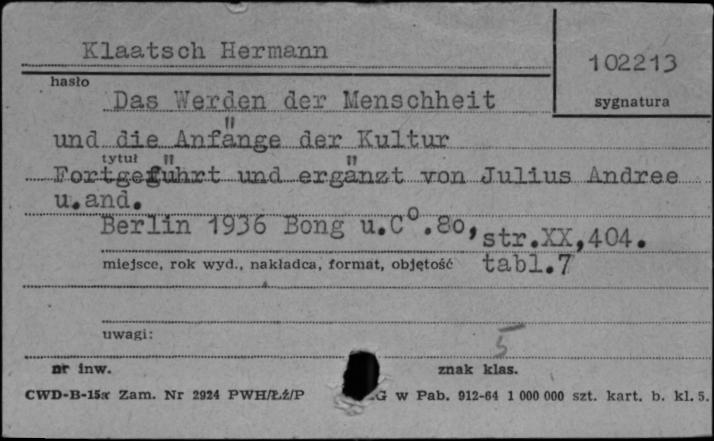 Klaatsch Hermann
102213
hasło
sygnatura
Das Werden der Menschheit
und die Anfänge der Kultur
tytuł
Fortgeführt und ergänzt von Julius Andree
u.and.
Berlin 1936 Bong u.C°.80, str.XX,404.
miejsce, rok wyd., nakładca, format, objętość
tabl.7
uwagi:
5
nr inw.
znak klas.
CWD-B-15a Zam. Nr 2924 PWH/Łż/P
G w Pab. 912-64 1 000 000 szt. kart. b. kl. 5.